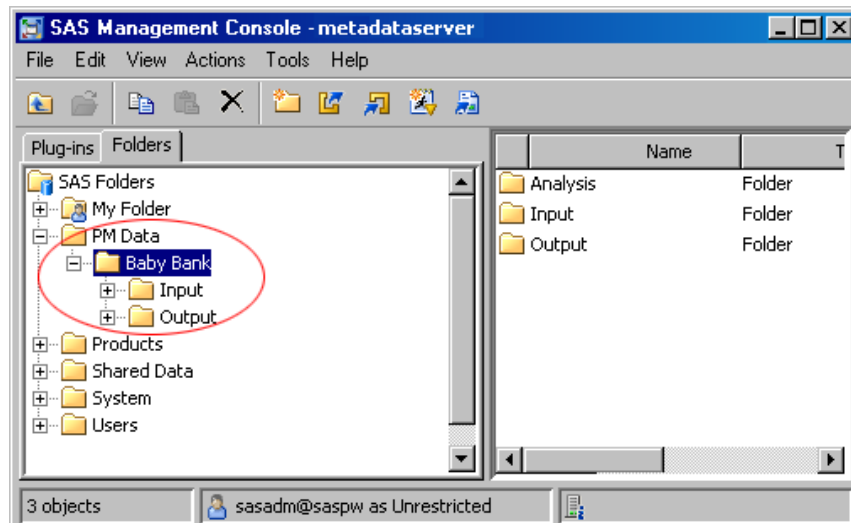 SAS Management Console - metadataserver
File Edit View Actions Tools Help
Plug-ins Folders
SAS Folders
My Folder
PM Data
Baby Bank
Input
Output
Products
Shared Data
System
Users
Name T
Analysis Folder
Input Folder
Output Folder
3 objects sasadm@saspw as Unrestricted